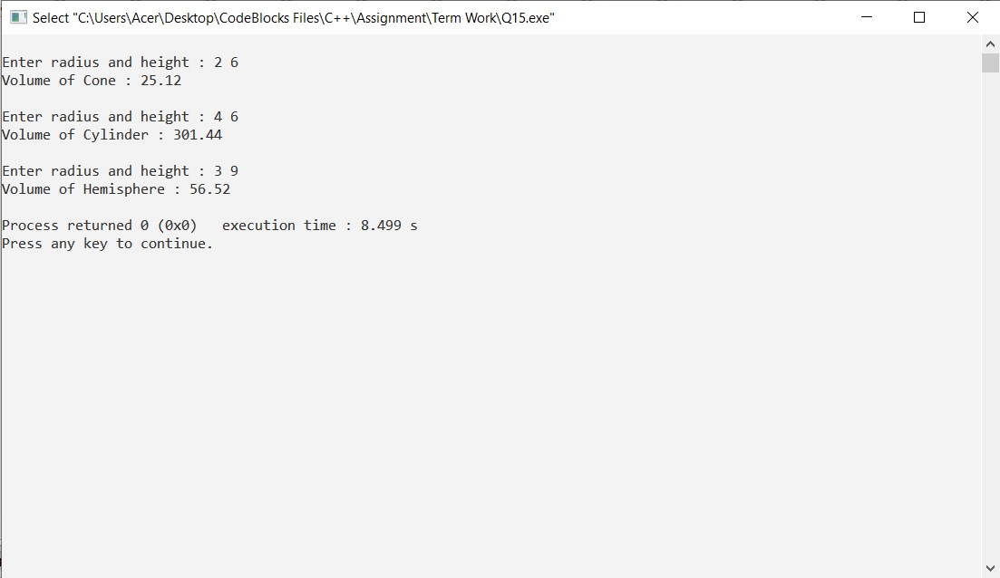 Select "C:\Users\Acer\Desktop\CodeBlocks Files\C++\Assignment\Term Work\Q15.exe"
Enter radius and height : 2 6
Volume of Cone : 25.12
Enter radius and height : 4 6
Volume of Cylinder : 301.44
Enter radius and height : 3 9
Volume of Hemisphere : 56.52
Process returned 0 (0x0)   execution time : 8.499 s
Press any key to continue.